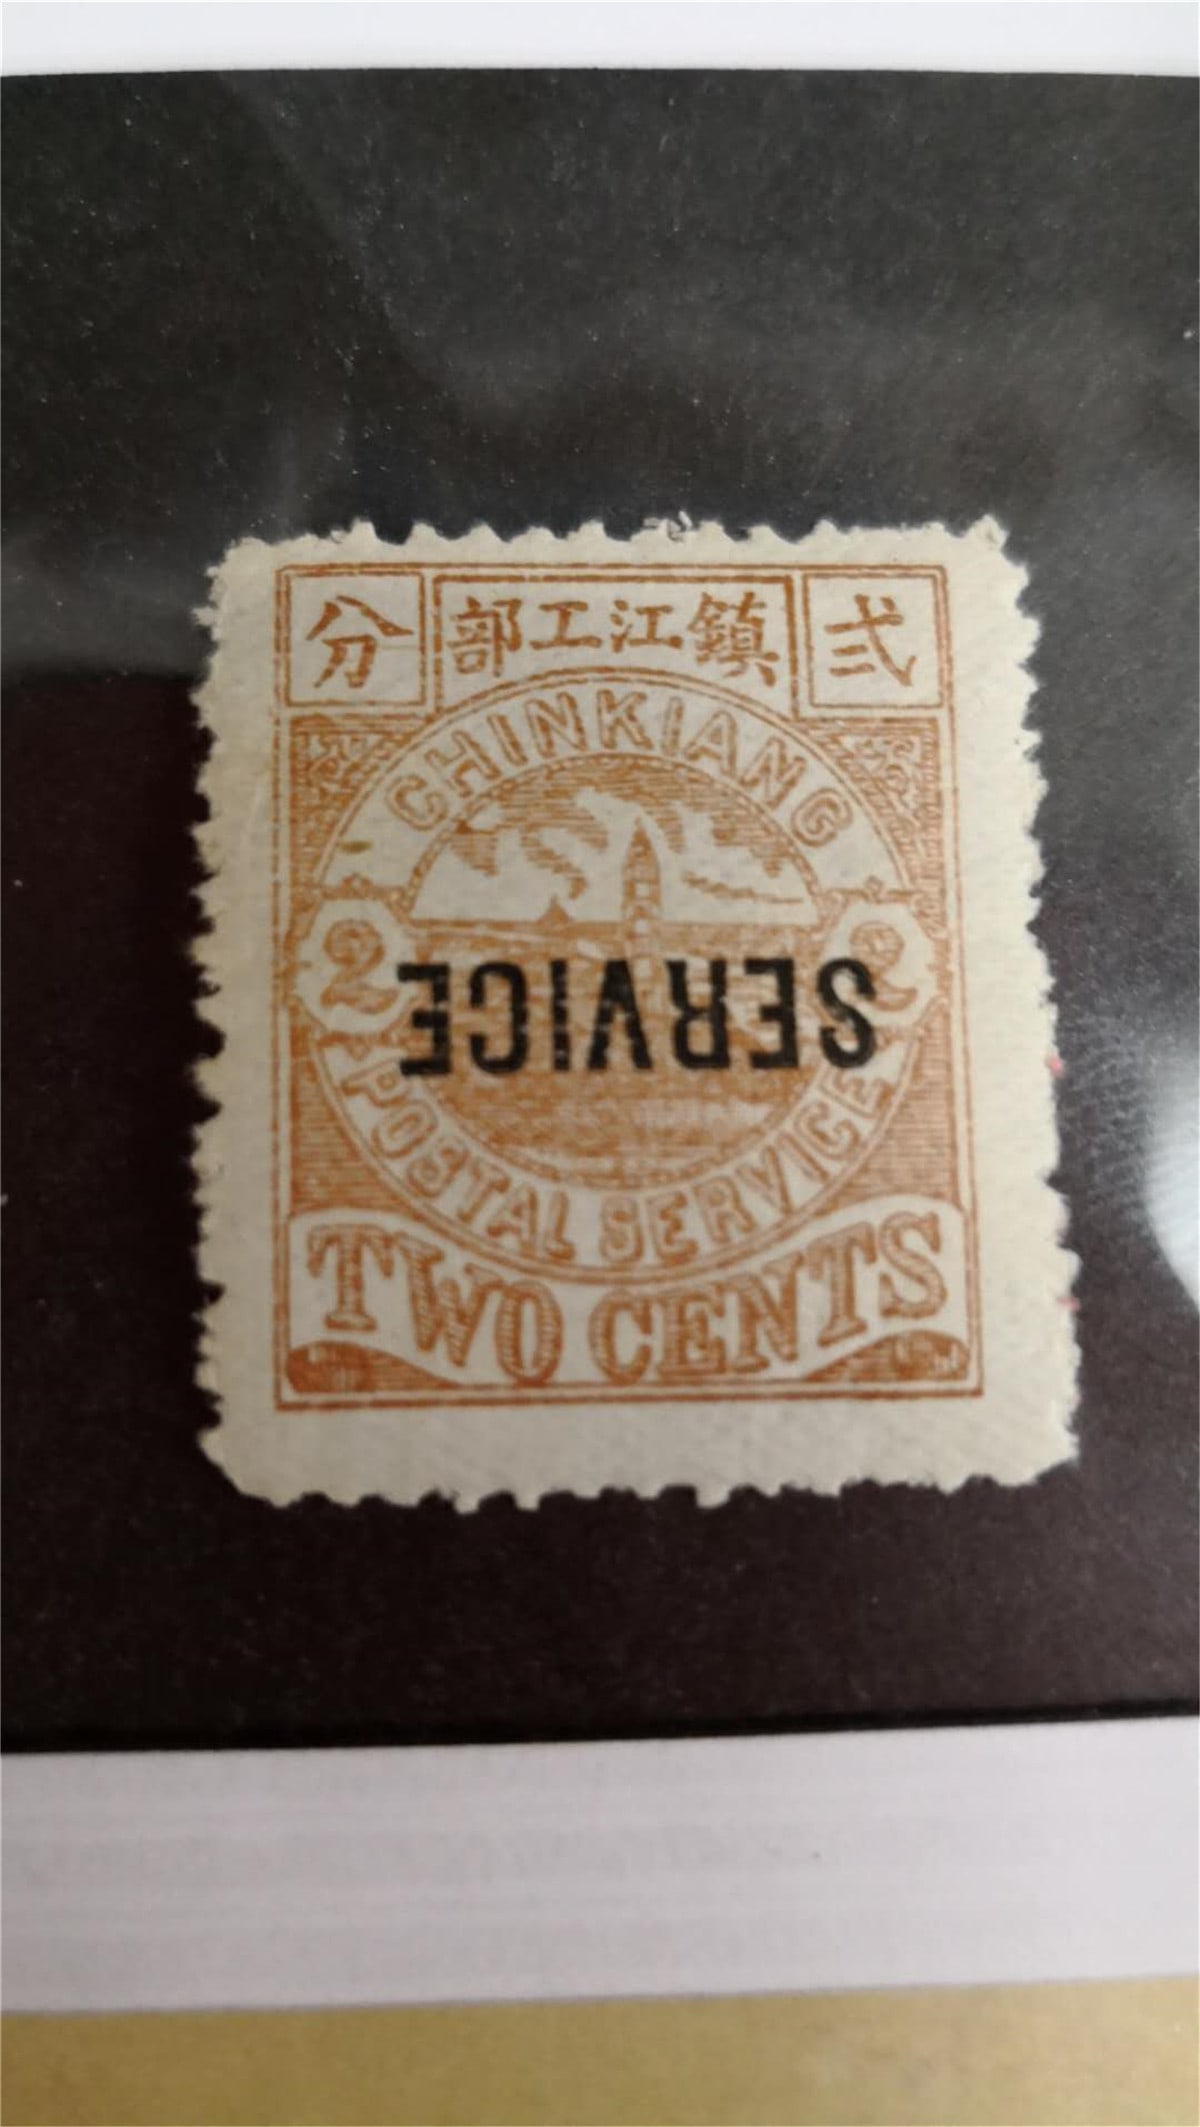 弍 鎮江工部 分
CHINKIANG
2 2
SERVICE
POSTAL SERVICE
TWO CENTS